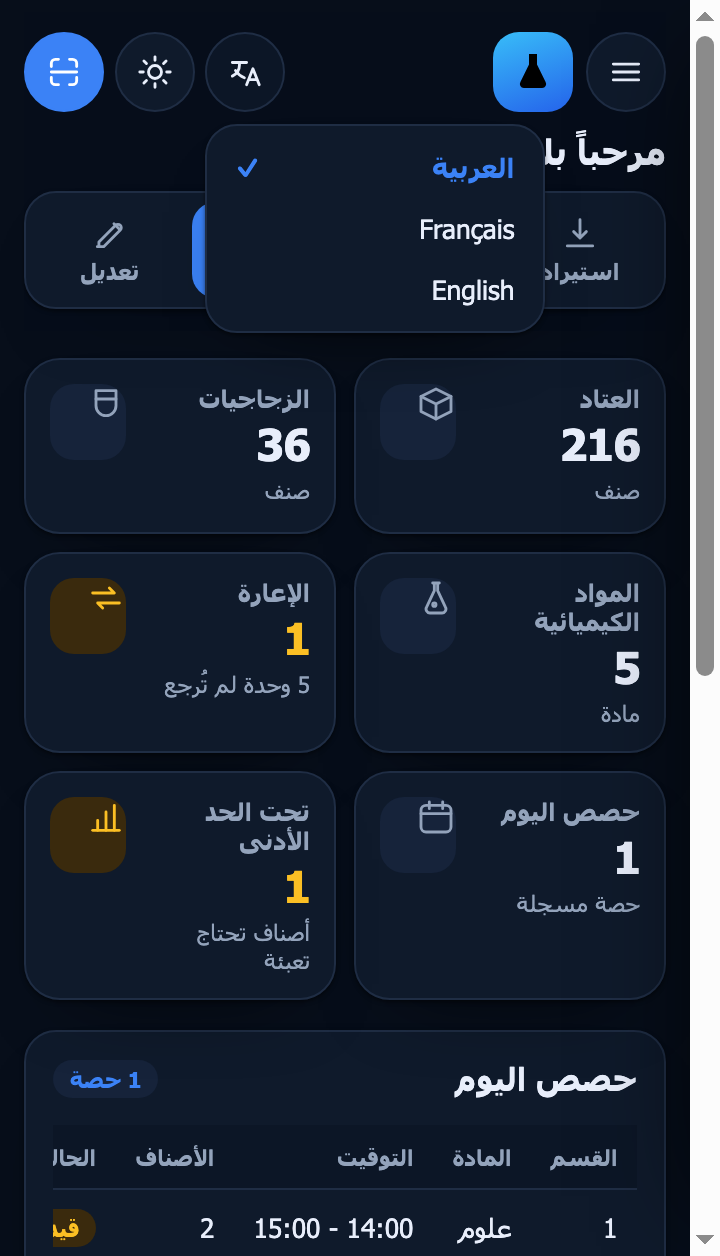 العربية
Français
English
مرحباً
استيراد
تعديل
العتاد
216
صنف
الزجاجيات
36
صنف
المواد
الكيميائية
5
مادة
الإعارة
1
5 وحدة لم تُرجع
حصص اليوم
1
حصة مسجلة
تحت الحد
الأدنى
1
أصناف تحتاج
تعبئة
حصص اليوم
1 حصة
القسم المادة التوقيت الأصناف
1 علوم 14:00 - 15:00 2